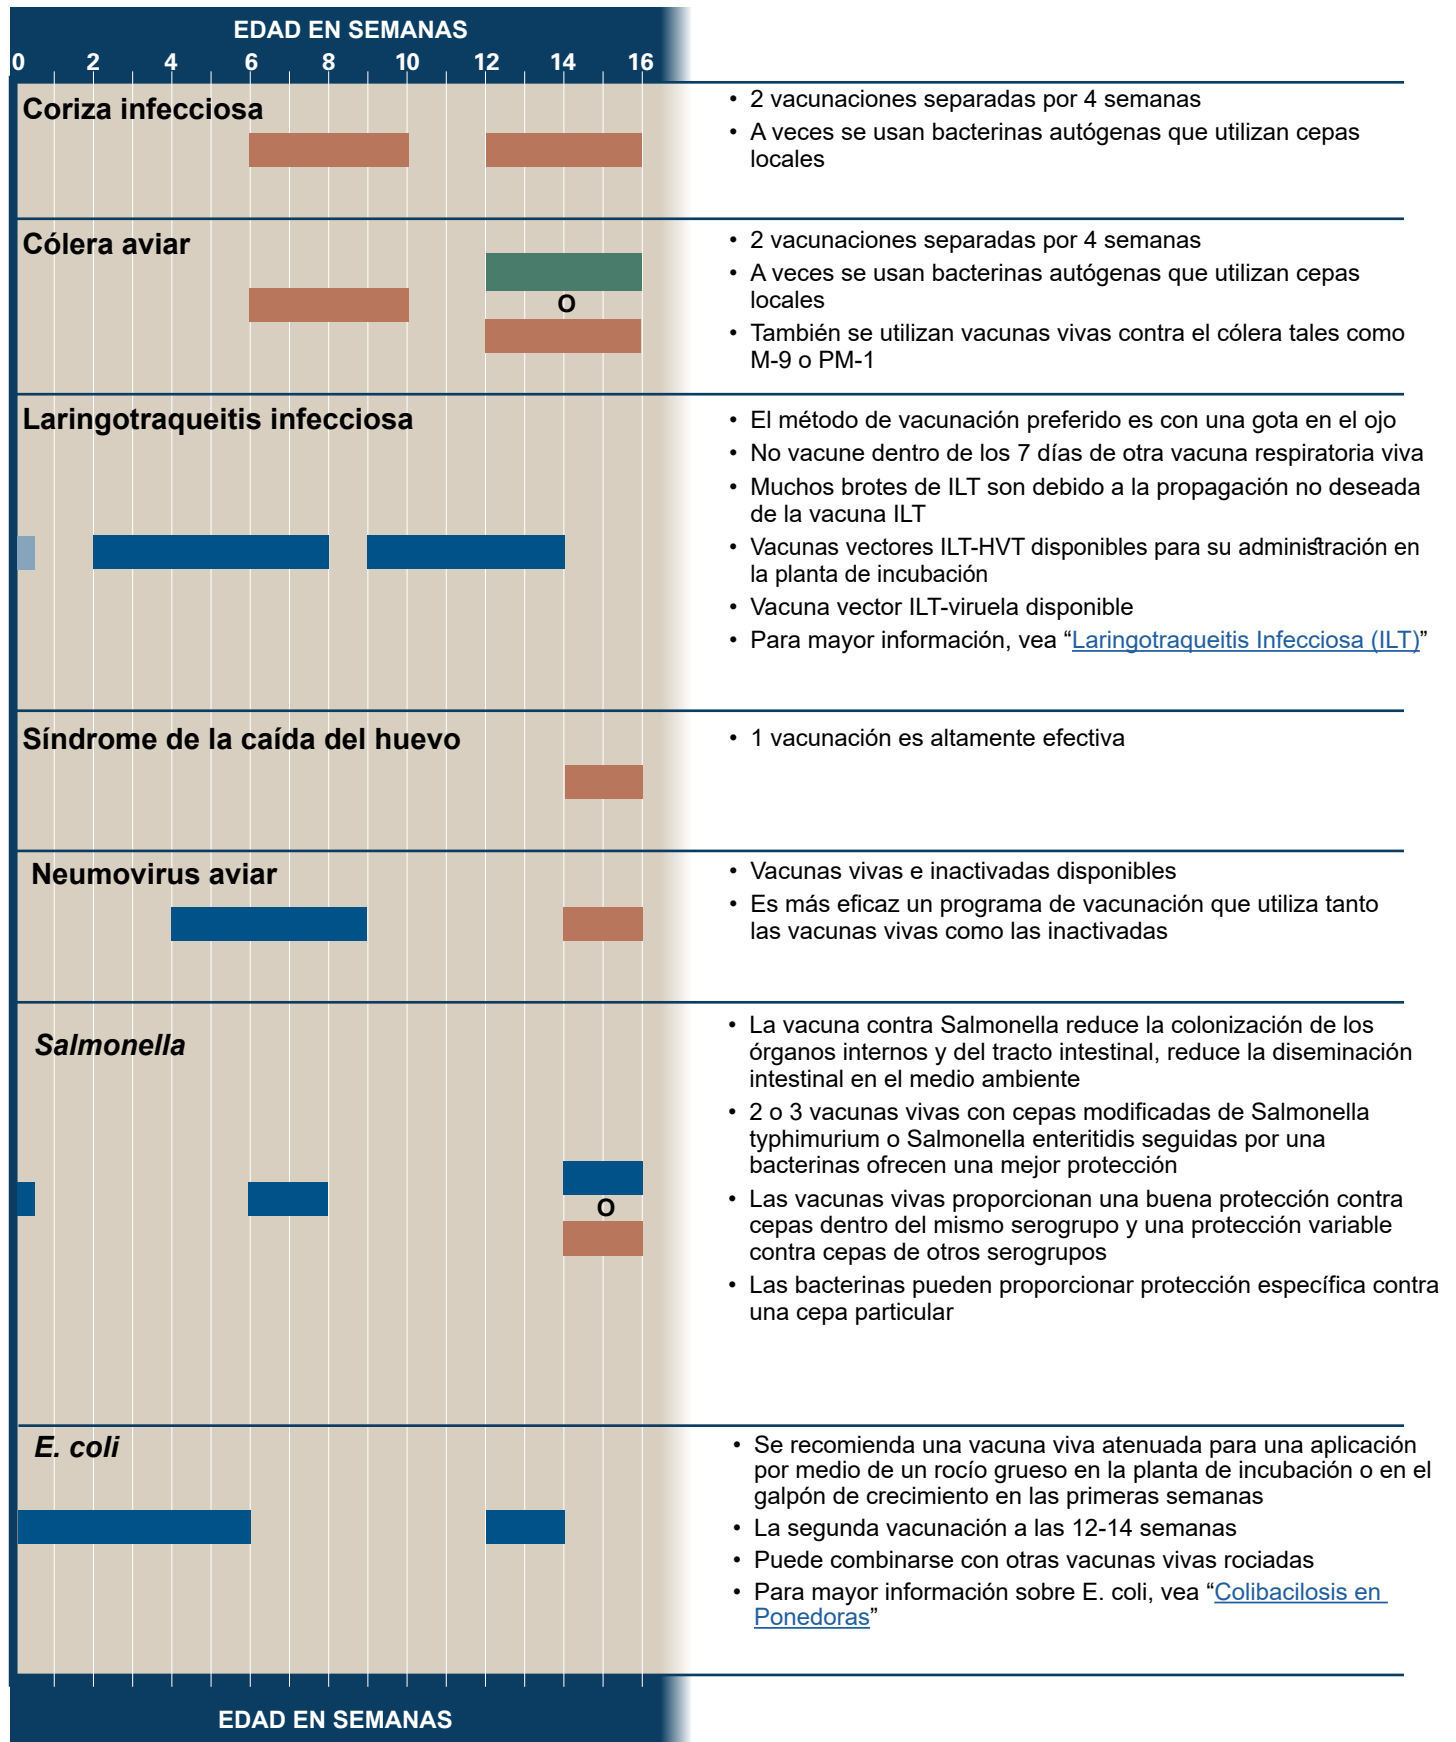 EDAD EN SEMANAS
0 2 4 6 8 10 12 14 16
Coriza infecciosa
• 2 vacunaciones separadas por 4 semanas
• A veces se usan bacterinas autógenas que utilizan cepas
locales
Cólera aviar
O
• 2 vacunaciones separadas por 4 semanas
• A veces se usan bacterinas autógenas que utilizan cepas
locales
• También se utilizan vacunas vivas contra el cólera tales como
M-9 o PM-1
Laringotraqueitis infecciosa
• El método de vacunación preferido es con una gota en el ojo
• No vacune dentro de los 7 días de otra vacuna respiratoria viva
• Muchos brotes de ILT son debido a la propagación no deseada
de la vacuna ILT
• Vacunas vectores ILT-HVT disponibles para su administración en
la planta de incubación
• Vacuna vector ILT-viruela disponible
• Para mayor información, vea “Laringotraqueitis Infecciosa (ILT)”
Síndrome de la caída del huevo
• 1 vacunación es altamente efectiva
Neumovirus aviar
• Vacunas vivas e inactivadas disponibles
• Es más eficaz un programa de vacunación que utiliza tanto
las vacunas vivas como las inactivadas
Salmonella
O
• La vacuna contra Salmonella reduce la colonización de los
órganos internos y del tracto intestinal, reduce la diseminación
intestinal en el medio ambiente
• 2 o 3 vacunas vivas con cepas modificadas de Salmonella
typhimurium o Salmonella enteritidis seguidas por una
bacterinas ofrecen una mejor protección
• Las vacunas vivas proporcionan una buena protección contra
cepas dentro del mismo serogrupo y una protección variable
contra cepas de otros serogrupos
• Las bacterinas pueden proporcionar protección específica contra
una cepa particular
E. coli
• Se recomienda una vacuna viva atenuada para una aplicación
por medio de un rocío grueso en la planta de incubación o en el
galpón de crecimiento en las primeras semanas
• La segunda vacunación a las 12-14 semanas
• Puede combinarse con otras vacunas vivas rociadas
• Para mayor información sobre E. coli, vea “Colibacilosis en
Ponedoras”
EDAD EN SEMANAS